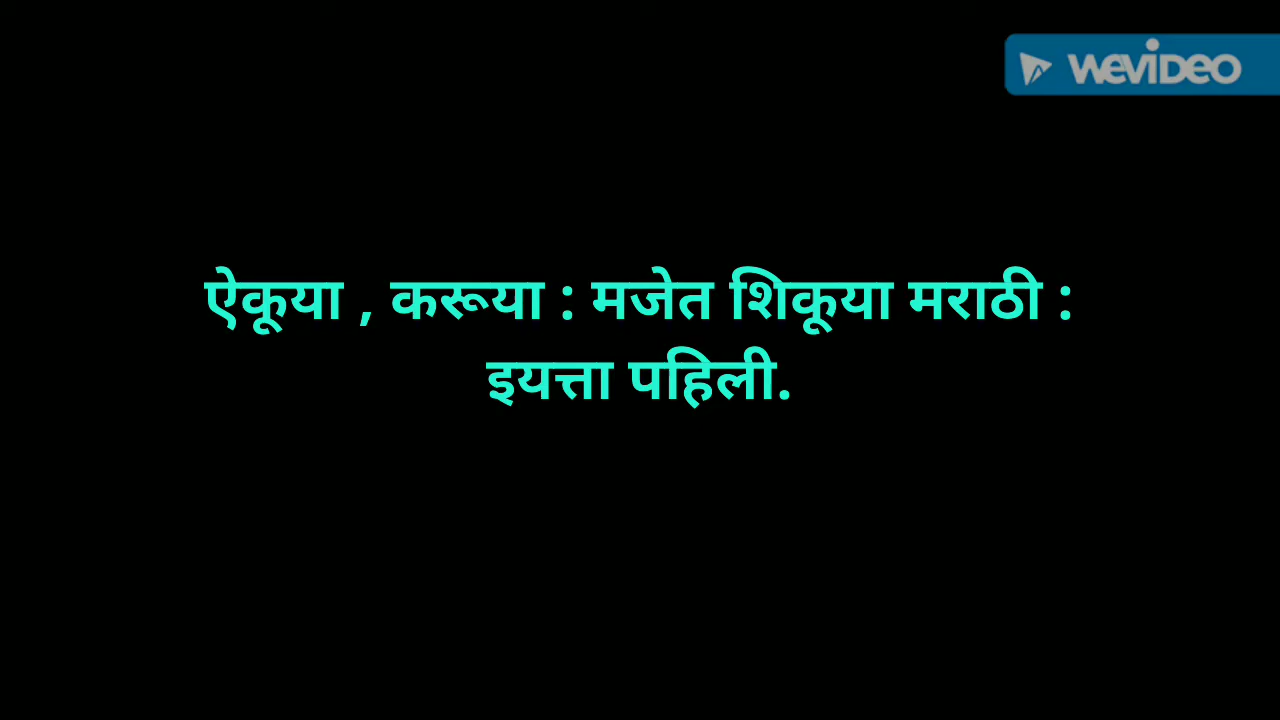 WEVIDEO
ऐकूया , करूया : मजेत शिकूया मराठी :
इयत्ता पहिली.